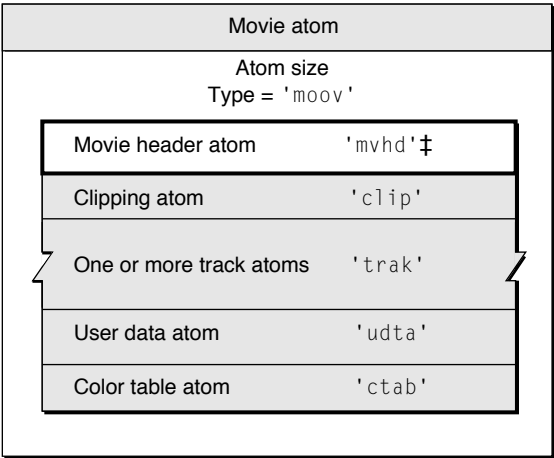 Movie atom
Atom size
Type = 'moov'
Movie header atom 'mvhd'‡
Clipping atom 'clip'
One or more track atoms 'trak'
User data atom 'udta'
Color table atom 'ctab'